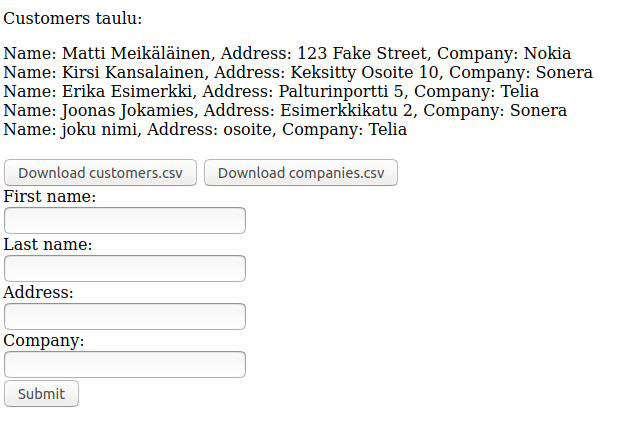 Customers taulu:
Name: Matti Meikäläinen, Address: 123 Fake Street, Company: Nokia
Name: Kirsi Kansalainen, Address: Keksitty Osoite 10, Company: Sonera
Name: Erika Esimerkki, Address: Palturinportti 5, Company: Telia
Name: Joonas Jokamies, Address: Esimerkkikatu 2, Company: Sonera
Name: joku nimi, Address: osoite, Company: Telia
Download customers.csv Download companies.csv
First name:
Last name:
Address:
Company:
Submit